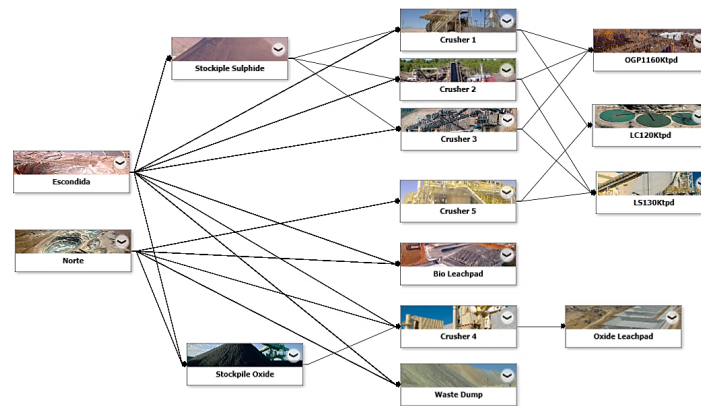 Crusher 1
Stockiple Sulphide
OGP1160Ktpd
Crusher 2
LC120Ktpd
Crusher 3
Escondida
LS130Ktpd
Crusher 5
Norte
Bio Leachpad
Crusher 4
Oxide Leachpad
Stockpile Oxide
Waste Dump